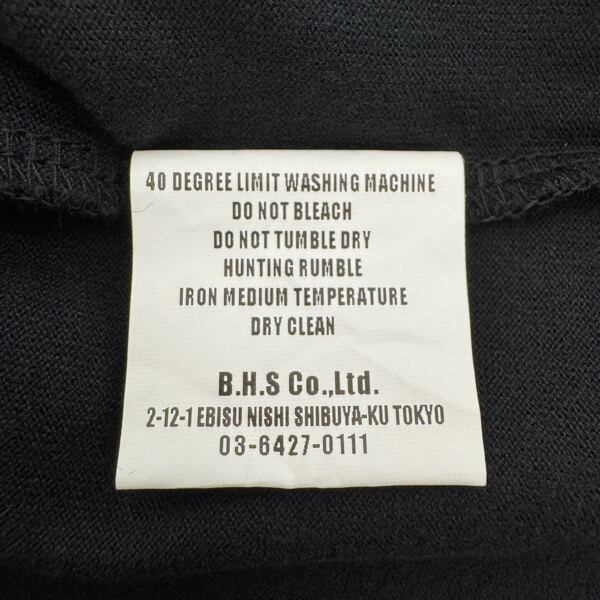 40 DEGREE LIMIT WASHING MACHINE
DO NOT BLEACH
DO NOT TUMBLE DRY
HUNTING RUMBLE
IRON MEDIUM TEMPERATURE
DRY CLEAN
B.H.S Co.,Ltd.
2-12-1 EBISU NISHI SHIBUYA-KU TOKYO
03-6427-0111